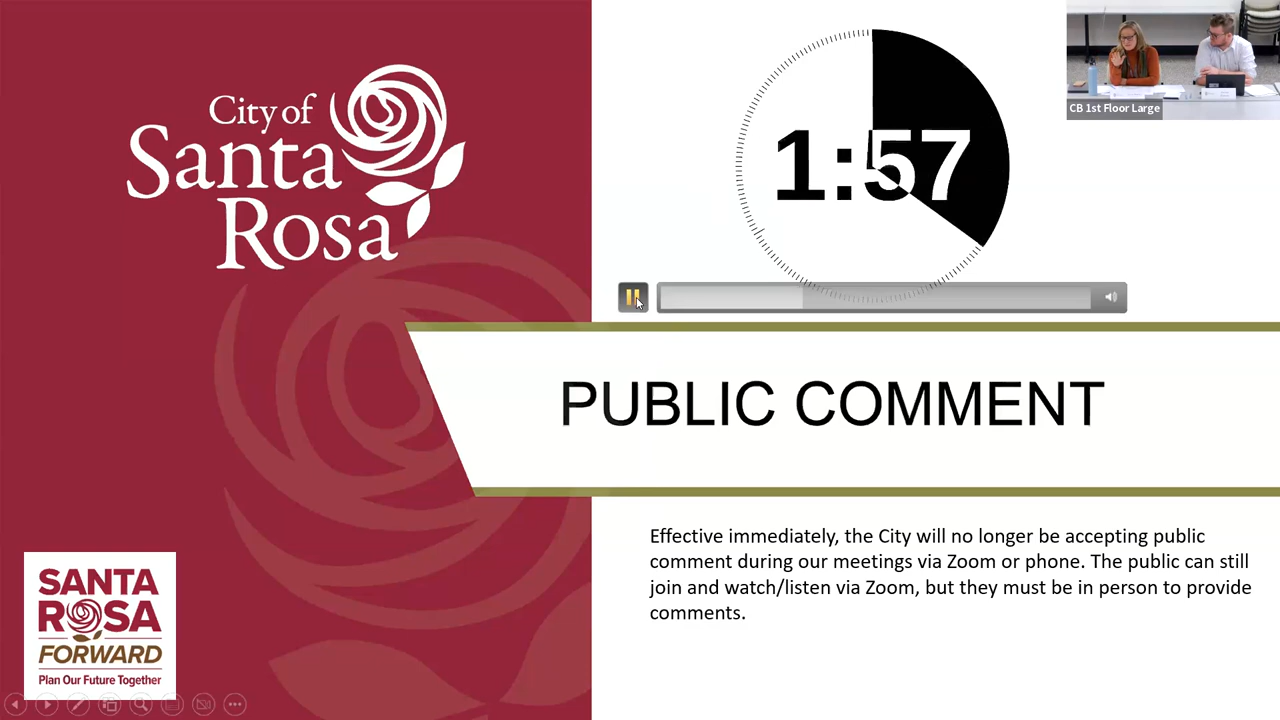 City of
Santa
Rosa
1:57
CB 1st Floor Large
PUBLIC COMMENT
Effective immediately, the City will no longer be accepting public
comment during our meetings via Zoom or phone. The public can still
join and watch/listen via Zoom, but they must be in person to provide
comments.
SANTA
ROSA
FORWARD
Plan Our Future Together